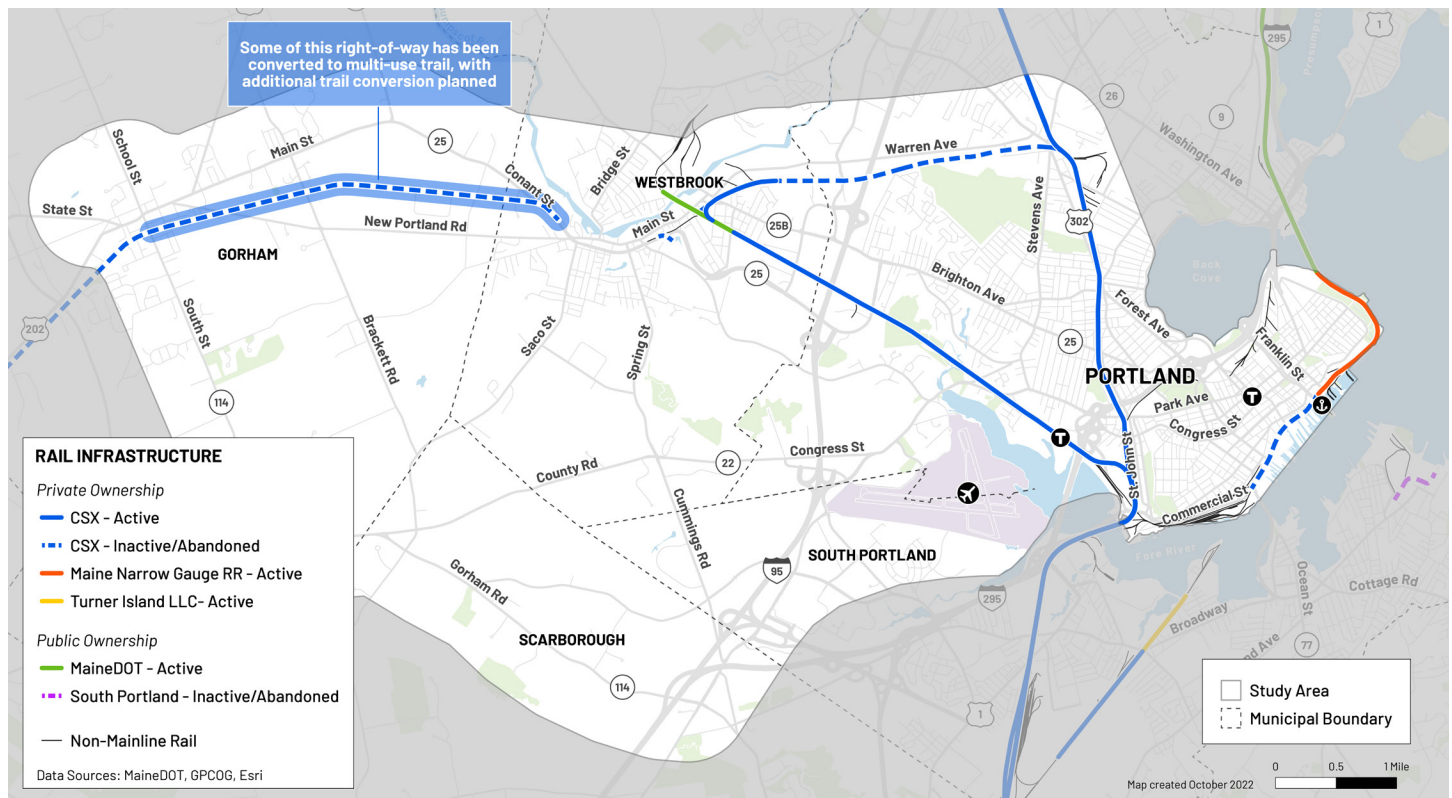 Some of this right-of-way has been
converted to multi-use trail, with
additional trail conversion planned
1
295
26
9
Washington Ave
Presumpsc
School St
Main St
25
Conant St
Bridge St
WESTBROOK
Warren Ave
State St
New Portland Rd
Main St
25B
Stevens Ave
302
GORHAM
25
Back
Cove
Brighton Ave
Forest Ave
202
South St
Brackett Rd
Saco St
Spring St
25
Franklin St
PORTLAND
114
Park Ave
T
Congress St
T
Congress St
22
County Rd
St John St
Cummings Rd
Commercial St
SOUTH PORTLAND
Fore River
95
Gorham Rd
295
Ocean St
Cottage Rd
Broadway
SCARBOROUGH
77
nd Ave
114
1
RAIL INFRASTRUCTURE
Private Ownership
CSX - Active
CSX - Inactive/Abandoned
Maine Narrow Gauge RR - Active
Turner Island LLC- Active
Public Ownership
MaineDOT - Active
South Portland - Inactive/Abandoned
Non-Mainline Rail
Data Sources: MaineDOT, GPCOG, Esri
Study Area
Municipal Boundary
0 0.5 1 Mile
Map created October 2022